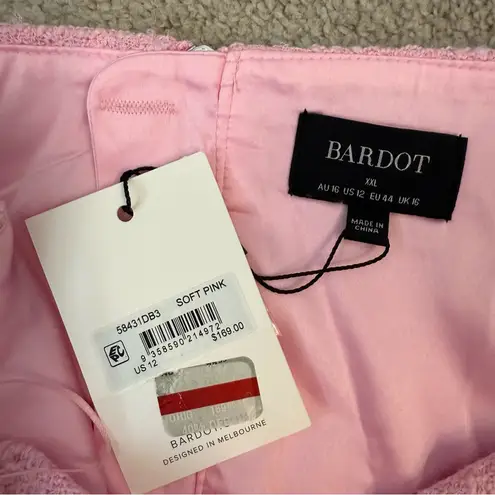 BARDOT
XXL
AU 16 US 12 EU 44 UK 16
MADE IN
CHINA
58431DB3 SOFT PINK
9 358590 214972
US 12 $169.00
BARDOT
DESIGNED IN MELBOURNE